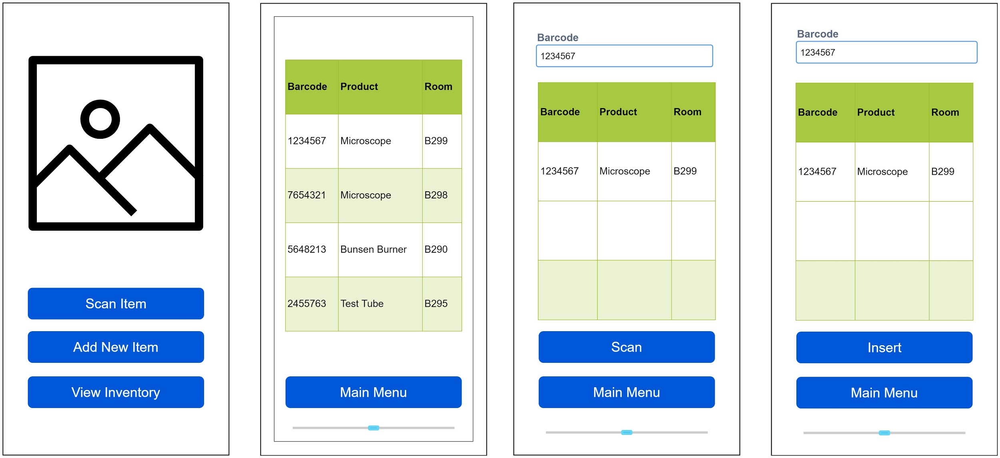 Scan Item
Add New Item
View Inventory
Barcode Product Room
1234567 Microscope B299
7654321 Microscope B298
5648213 Bunsen Burner B290
2455763 Test Tube B295
Main Menu
Barcode
1234567
Barcode Product Room
1234567 Microscope B299
Scan
Main Menu
Barcode
1234567
Barcode Product Room
1234567 Microscope B299
Insert
Main Menu